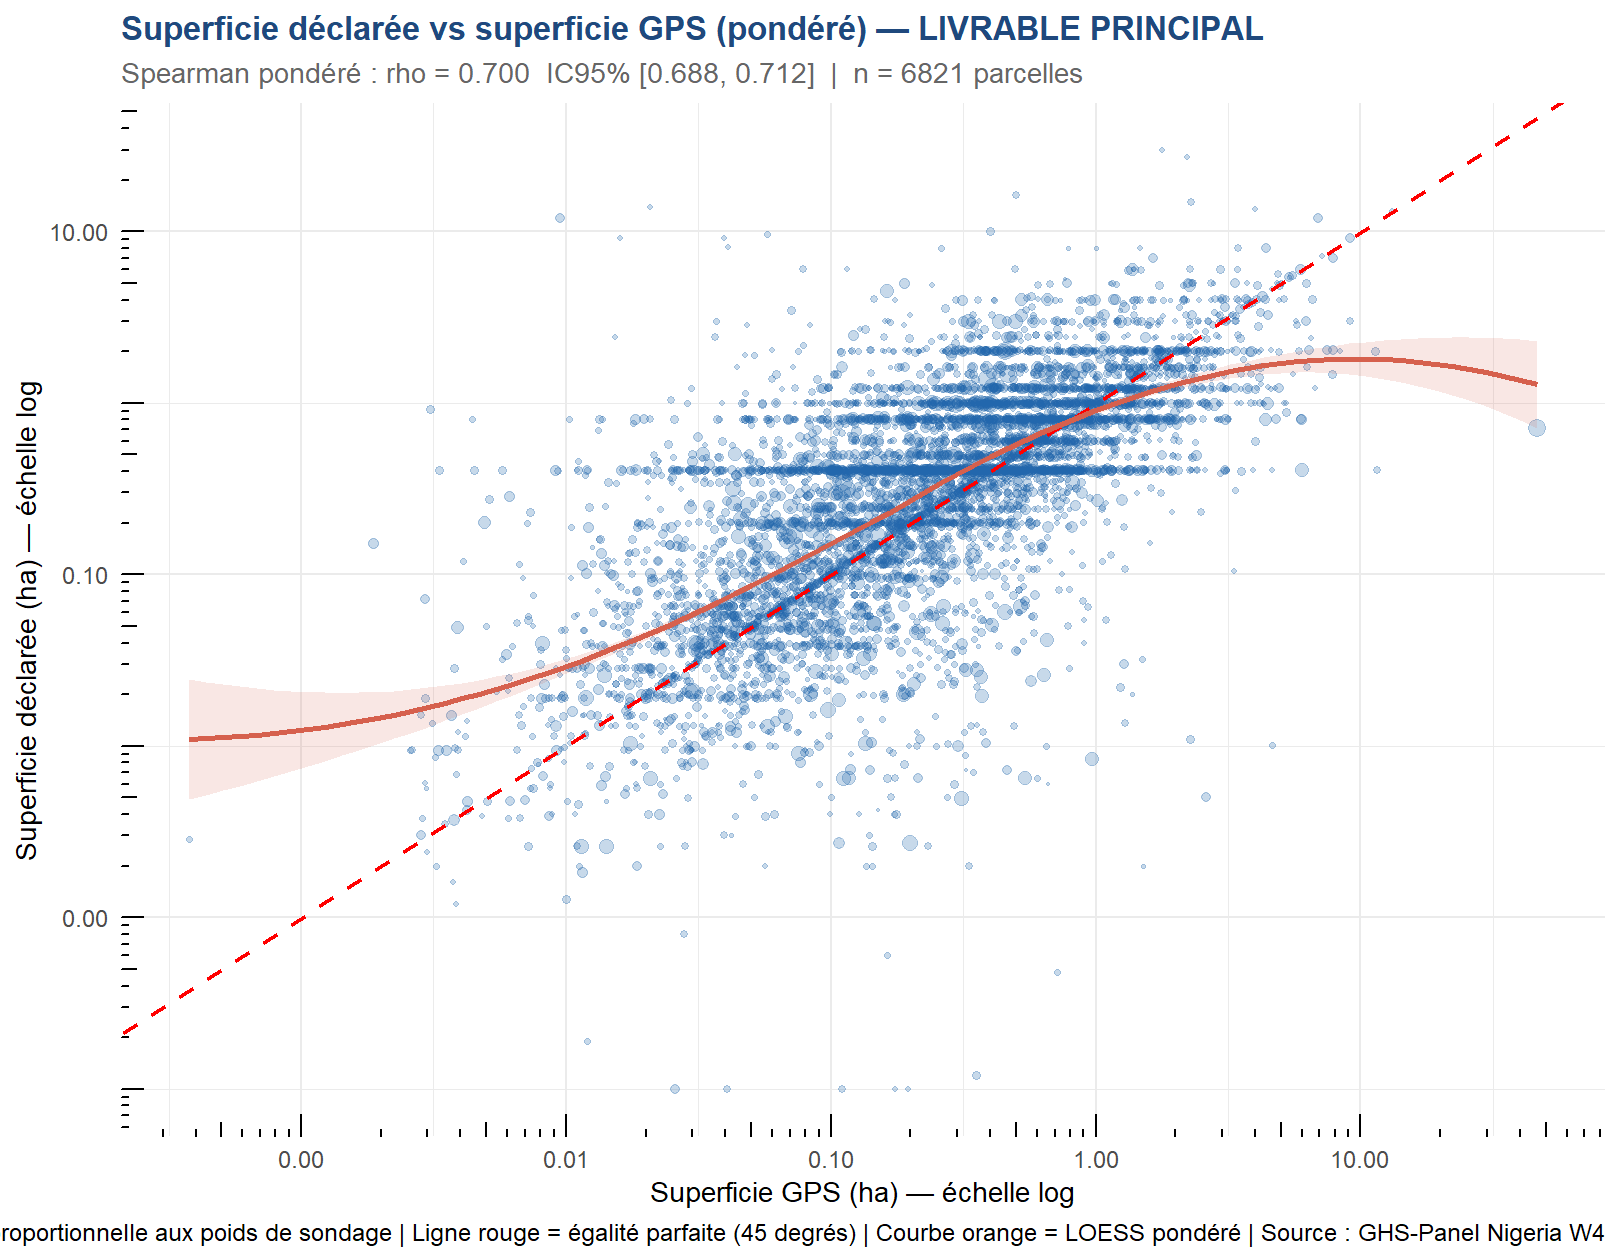 Superficie déclarée vs superficie GPS (pondéré) — LIVRABLE PRINCIPAL
Spearman pondéré : rho = 0.700 IC95% [0.688, 0.712] | n = 6821 parcelles
Superficie déclarée (ha) — échelle log
10.00
0.10
0.00
0.00 0.01 0.10 1.00 10.00
Superficie GPS (ha) — échelle log
roportionnelle aux poids de sondage | Ligne rouge = égalité parfaite (45 degrés) | Courbe orange = LOESS pondéré | Source : GHS-Panel Nigeria W4